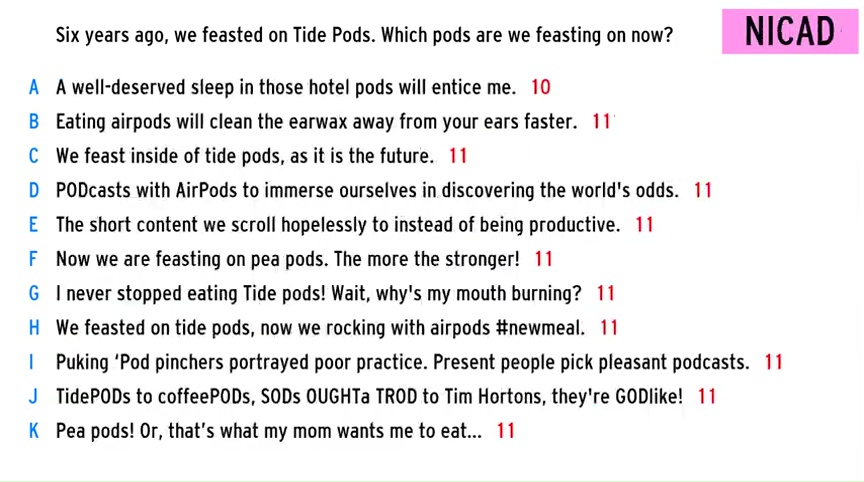 Six years ago, we feasted on Tide Pods. Which pods are we feasting on now?
NICAD
A A well-deserved sleep in those hotel pods will entice me. 10
B Eating airpods will clean the earwax away from your ears faster. 11
C We feast inside of tide pods, as it is the future. 11
D PODcasts with AirPods to immerse ourselves in discovering the world's odds. 11
E The short content we scroll hopelessly to instead of being productive. 11
F Now we are feasting on pea pods. The more the stronger! 11
G I never stopped eating Tide pods! Wait, why's my mouth burning? 11
H We feasted on tide pods, now we rocking with airpods #newmeal. 11
I Puking ‘Pod pinchers portrayed poor practice. Present people pick pleasant podcasts. 11
J TidePODs to coffeePODs, SODs OUGHTa TROD to Tim Hortons, they're GODlike! 11
K Pea pods! Or, that’s what my mom wants me to eat... 11